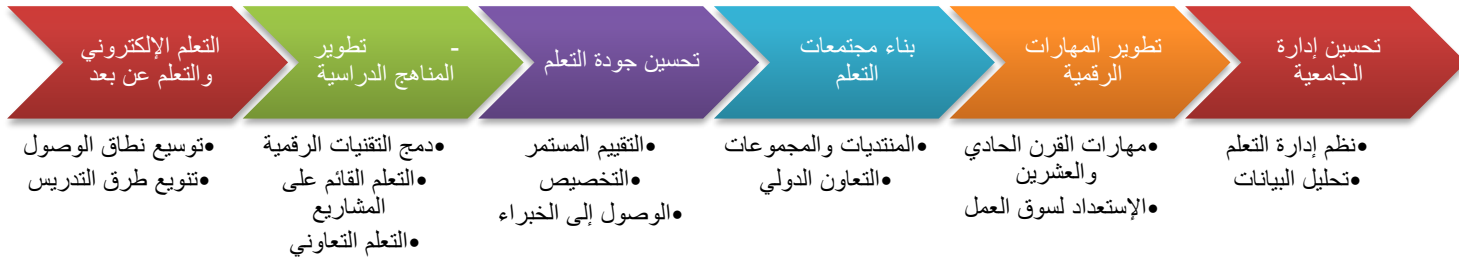 التعلم الإلكتروني
والتعلم عن بعد
•توسيع نطاق الوصول
•تنويع طرق التدريس
- تطوير
المناهج الدراسية
•دمج التقنيات الرقمية
•التعلم القائم على
المشاريع
•التعلم التعاوني
تحسين جودة التعلم
•التقييم المستمر
•التخصيص
•الوصول إلى الخبراء
بناء مجتمعات
التعلم
•المنتديات والمجموعات
•التعاون الدولي
تطوير المهارات
الرقمية
•مهارات القرن الحادي
والعشرين
•الإستعداد لسوق العمل
تحسين إدارة
الجامعية
•نظم إدارة التعلم
•تحليل البيانات